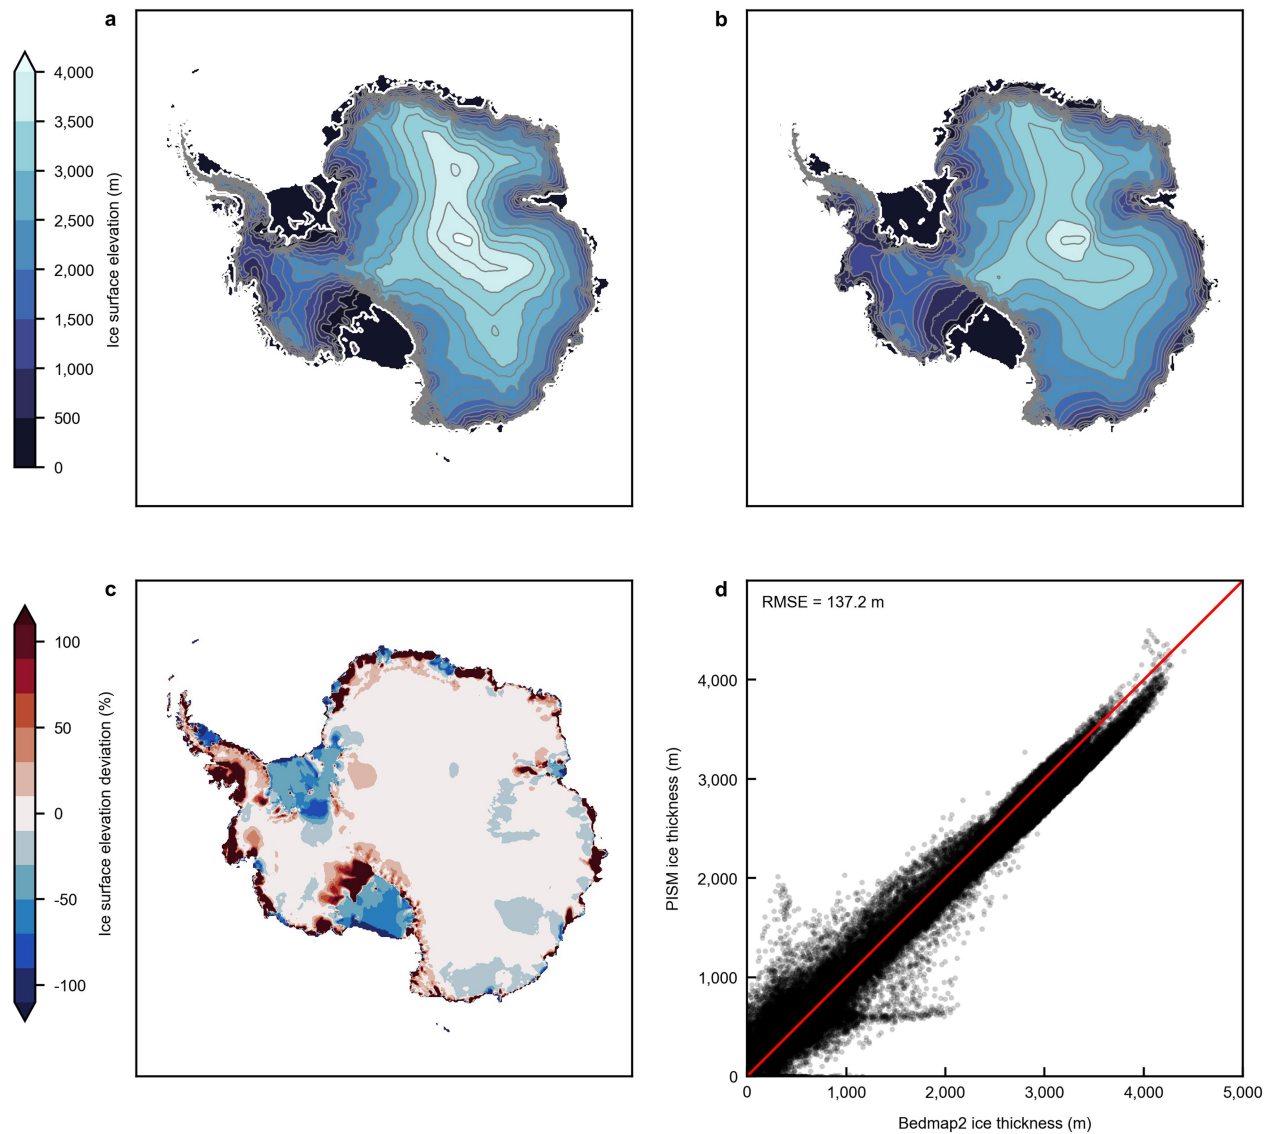 a
b
4,000
3,500
3,000
2,500
2,000
1,500
1,000
500
0
Ice surface elevation (m)
c
d
100
50
0
-50
-100
Ice surface elevation deviation (%)
RMSE = 137.2 m
4,000
3,000
2,000
1,000
0
PISM ice thickness (m)
0
1,000
2,000
3,000
4,000
5,000
Bedmap2 ice thickness (m)